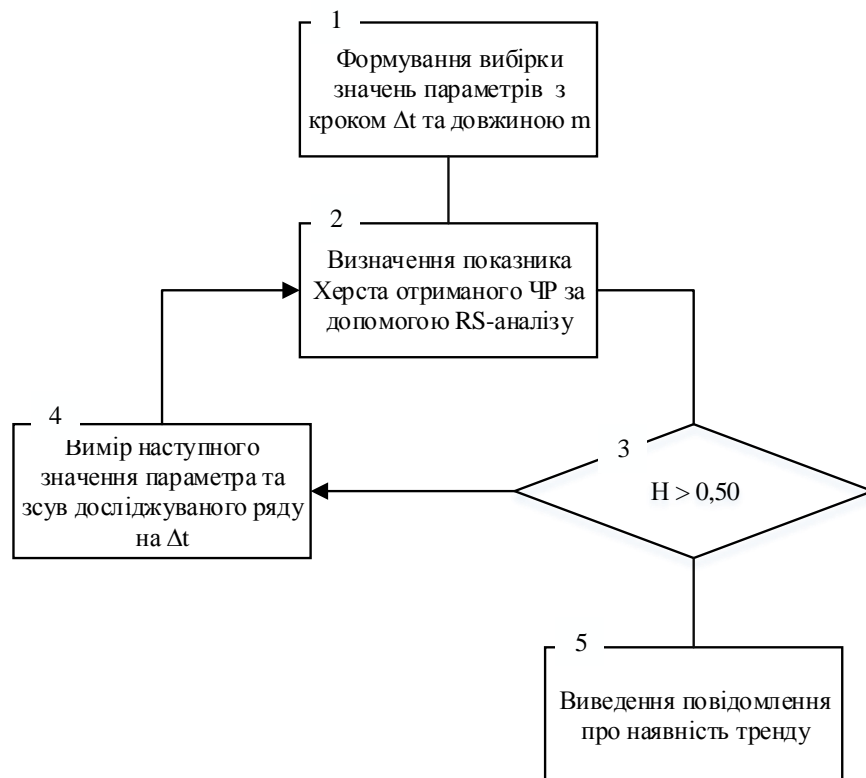 1
Формування вибірки
значень параметрів з
кроком Δt та довжиною m
2
Визначення показника
Херста отриманого ЧР за
допомогою RS-аналізу
3
H > 0,50
4
Вимір наступного
значення параметра та
зсув досліджуваного ряду
на Δt
5
Виведення повідомлення
про наявність тренду